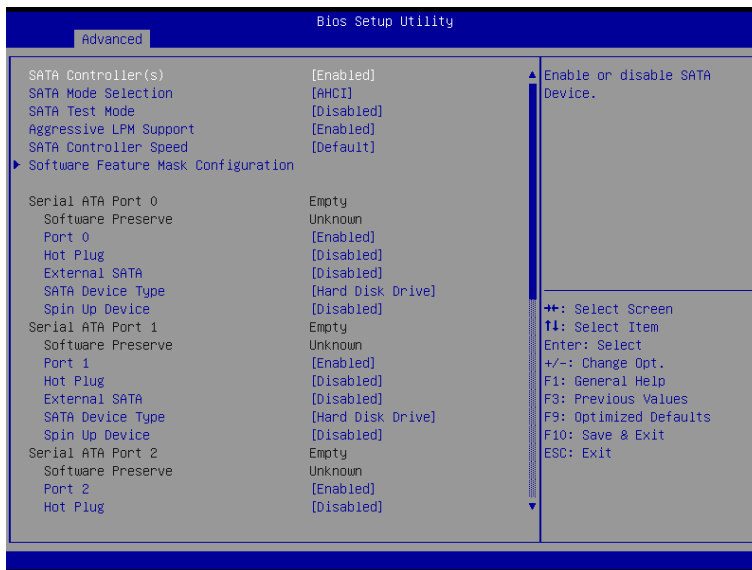 Bios Setup Utility
Advanced
SATA Controller(s) [Enabled]
SATA Mode Selection [AHCI]
SATA Test Mode [Disabled]
Aggressive LPM Support [Enabled]
SATA Controller Speed [Default]
Software Feature Mask Configuration
Serial ATA Port 0 Empty
Software Preserve Unknown
Port 0 [Enabled]
Hot Plug [Disabled]
External SATA [Disabled]
SATA Device Type [Hard Disk Drive]
Spin Up Device [Disabled]
Serial ATA Port 1 Empty
Software Preserve Unknown
Port 1 [Enabled]
Hot Plug [Disabled]
External SATA [Disabled]
SATA Device Type [Hard Disk Drive]
Spin Up Device [Disabled]
Serial ATA Port 2 Empty
Software Preserve Unknown
Port 2 [Enabled]
Hot Plug [Disabled]
Enable or disable SATA
Device.
→←: Select Screen
↑↓: Select Item
Enter: Select
+/-: Change Opt.
F1: General Help
F3: Previous Values
F9: Optimized Defaults
F10: Save & Exit
ESC: Exit